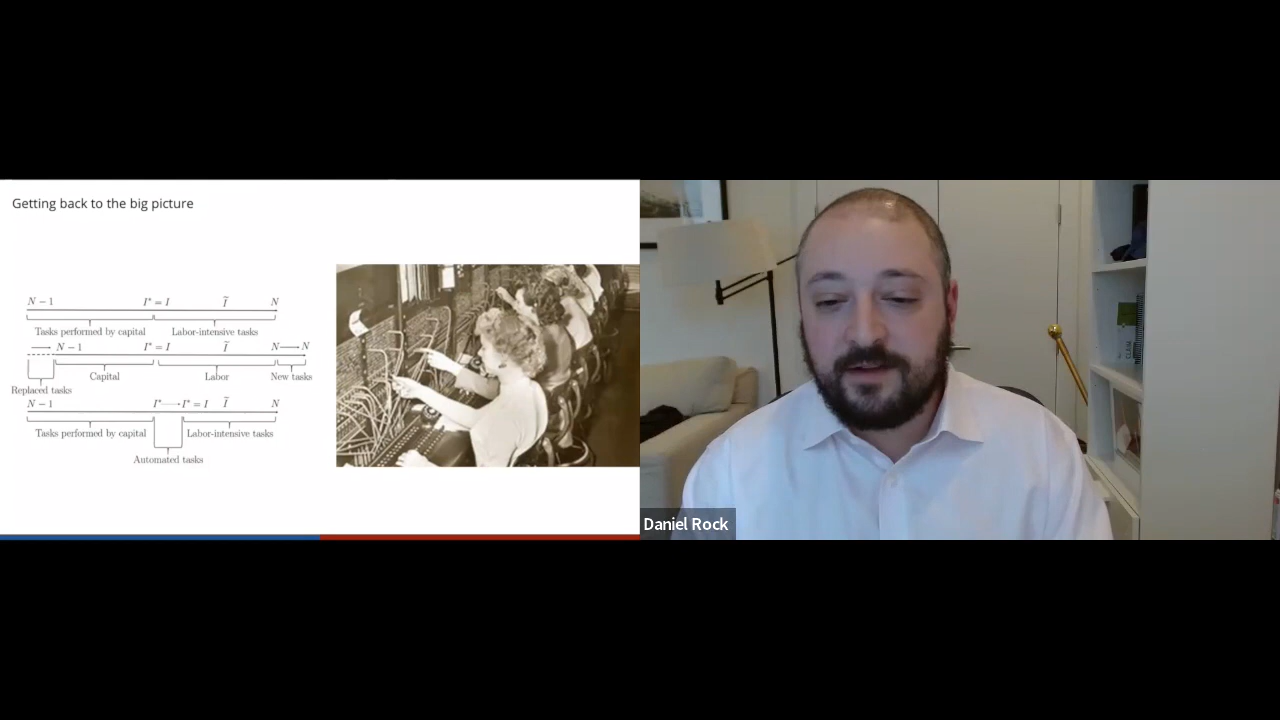 Getting back to the big picture
N − 1 I* = I Ĩ N
Tasks performed by capital Labor-intensive tasks
⟶ N − 1 I* = I Ĩ N ⟶ N
Capital Labor New tasks
Replaced tasks
N − 1 I* ⟶ I* = I Ĩ N
Tasks performed by capital Labor-intensive tasks
Automated tasks
Daniel Rock